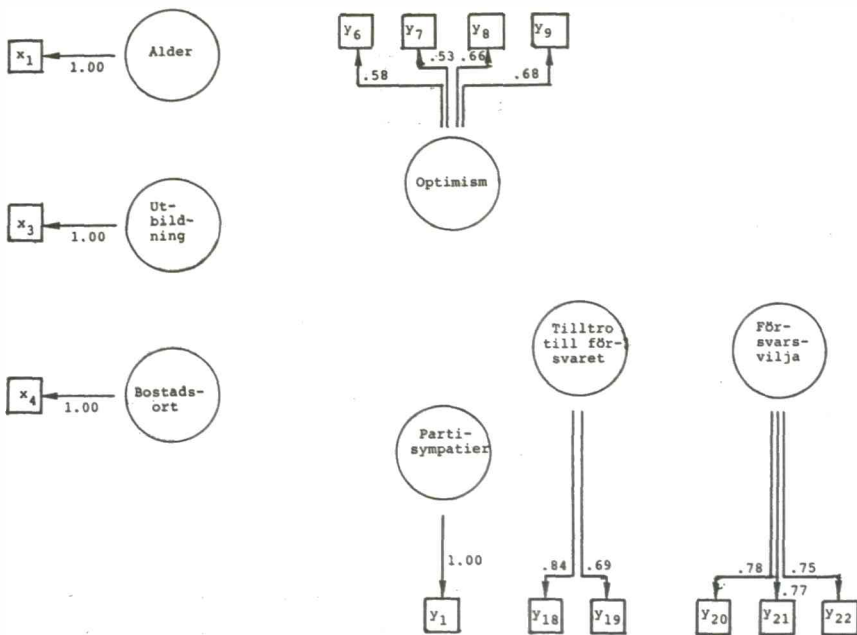 x1
1.00
Alder
y6
y7
y8
y9
.58
.53
.66
.68
Optimism
x3
1.00
Ut-
bild-
ning
x4
1.00
Bostads-
ort
Parti-
sympatier
1.00
y1
Tilltro
till för-
svaret
.84
.69
y18
y19
För-
svars-
vilja
.78
.77
.75
y20
y21
y22